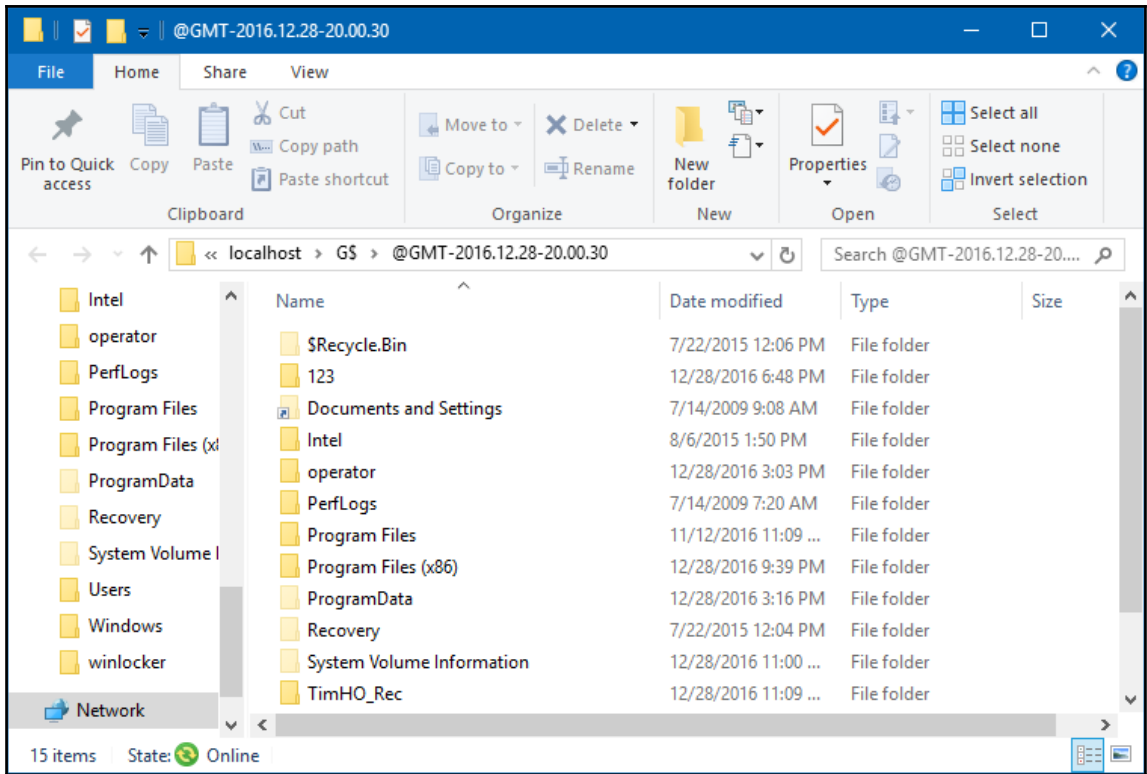 @GMT-2016.12.28-20.00.30
File Home Share View
Pin to Quick access
Copy
Paste
Cut
Copy path
Paste shortcut
Clipboard
Move to
Copy to
Delete
Rename
Organize
New folder
New
Properties
Open
Select all
Select none
Invert selection
Select
« localhost > G$ > @GMT-2016.12.28-20.00.30
Search @GMT-2016.12.28-20....
Intel
operator
PerfLogs
Program Files
Program Files (x8
ProgramData
Recovery
System Volume I
Users
Windows
winlocker
Network
Name Date modified Type Size
$Recycle.Bin 7/22/2015 12:06 PM File folder
123 12/28/2016 6:48 PM File folder
Documents and Settings 7/14/2009 9:08 AM File folder
Intel 8/6/2015 1:50 PM File folder
operator 12/28/2016 3:03 PM File folder
PerfLogs 7/14/2009 7:20 AM File folder
Program Files 11/12/2016 11:09 ... File folder
Program Files (x86) 12/28/2016 9:39 PM File folder
ProgramData 12/28/2016 3:16 PM File folder
Recovery 7/22/2015 12:04 PM File folder
System Volume Information 12/28/2016 11:00 ... File folder
TimHO_Rec 12/28/2016 11:09 ... File folder
15 items State: Online